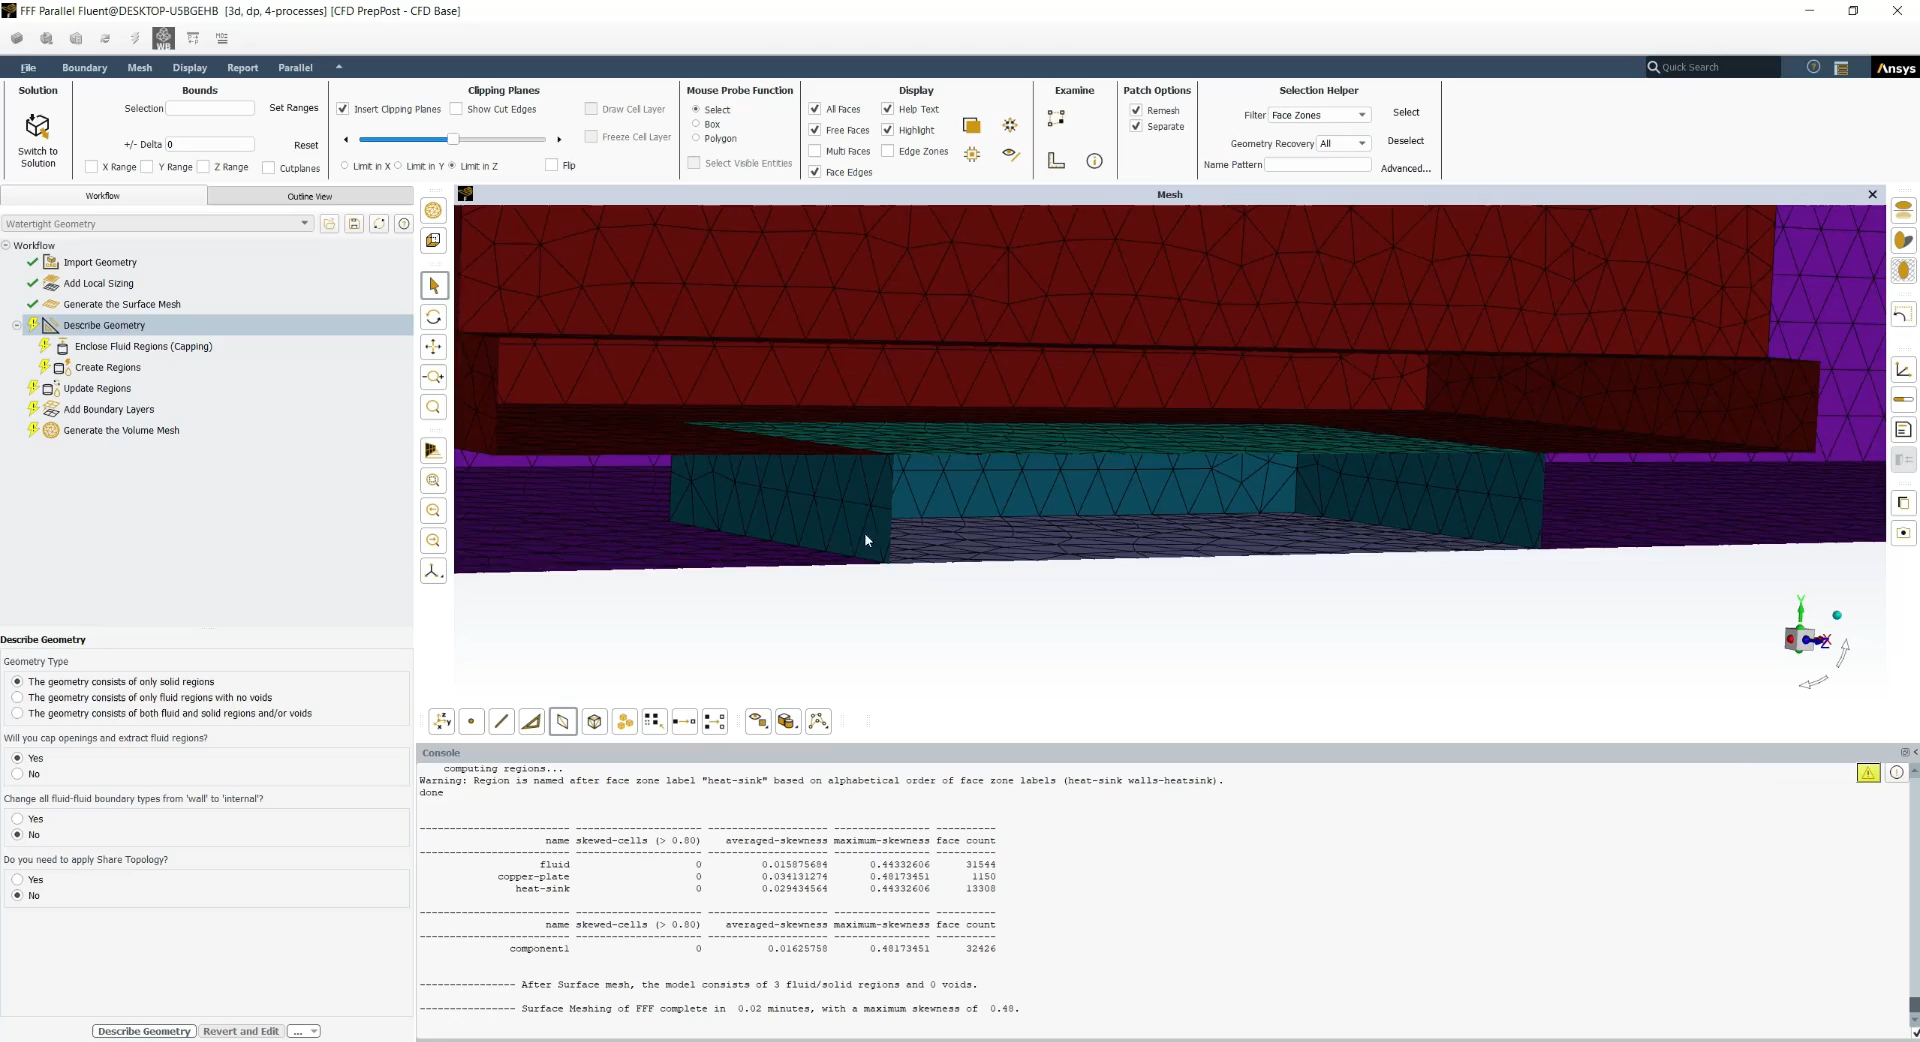 FFF Parallel Fluent@DESKTOP-U5BGEHB [3d, dp, 4-processes] [CFD PrepPost - CFD Base]
WB
File Boundary Mesh Display Report Parallel
Quick Search
Ansys
Solution
Switch to
Solution
Bounds
Selection
Set Ranges
+/- Delta 0
Reset
X Range Y Range Z Range Cutplanes
Clipping Planes
Insert Clipping Planes Show Cut Edges Draw Cell Layer
Freeze Cell Layer
Limit in X Limit in Y Limit in Z Flip
Mouse Probe Function
Select
Box
Polygon
Select Visible Entities
Display
All Faces Help Text
Free Faces Highlight
Multi Faces Edge Zones
Face Edges
Examine
Patch Options
Remesh
Separate
Selection Helper
Filter Face Zones Select
Geometry Recovery All Deselect
Name Pattern Advanced...
Workflow Outline View
Mesh
Watertight Geometry
Workflow
Import Geometry
Add Local Sizing
Generate the Surface Mesh
Describe Geometry
Enclose Fluid Regions (Capping)
Create Regions
Update Regions
Add Boundary Layers
Generate the Volume Mesh
Y
X
Z
Describe Geometry
Geometry Type
The geometry consists of only solid regions
The geometry consists of only fluid regions with no voids
The geometry consists of both fluid and solid regions and/or voids
Will you cap openings and extract fluid regions?
Yes
No
Change all fluid-fluid boundary types from 'wall' to 'internal'?
Yes
No
Do you need to apply Share Topology?
Yes
No
Describe Geometry Revert and Edit ...
Console
computing regions...
Warning: Region is named after face zone label "heat-sink" based on alphabetical order of face zone labels (heat-sink walls-heatsink).
done
------------------------ --------------------- -------------------- ---------------- ----------
name skewed-cells (> 0.80) averaged-skewness maximum-skewness face count
------------------------ --------------------- -------------------- ---------------- ----------
fluid 0 0.015875684 0.44332606 31544
copper-plate 0 0.034131274 0.48173451 1150
heat-sink 0 0.029434564 0.44332606 13308
------------------------ --------------------- -------------------- ---------------- ----------
name skewed-cells (> 0.80) averaged-skewness maximum-skewness face count
------------------------ --------------------- -------------------- ---------------- ----------
component1 0 0.01625758 0.48173451 32426
--------------- After Surface mesh, the model consists of 3 fluid/solid regions and 0 voids.
--------------- Surface Meshing of FFF complete in 0.02 minutes, with a maximum skewness of 0.48.